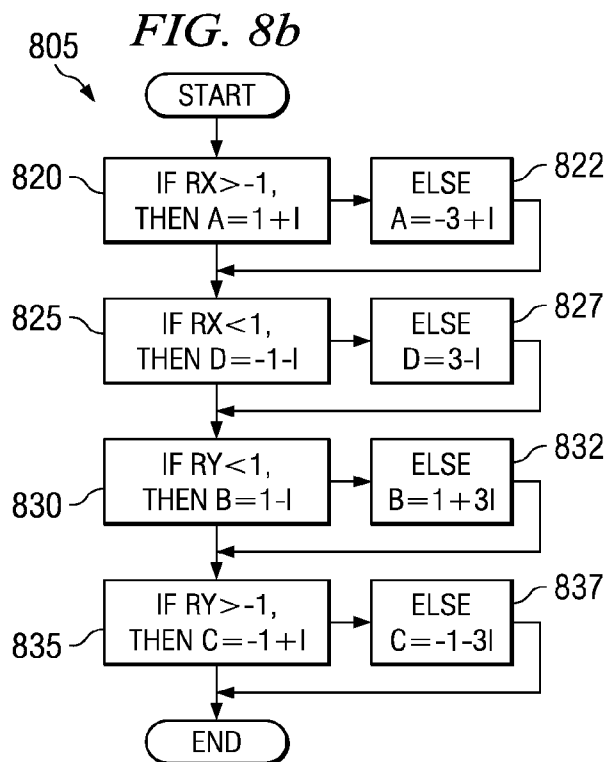 FIG. 8b
805
START
820
IF RX>-1,
THEN A=1+I
ELSE
A=-3+I
822
825
IF RX<1,
THEN D=-1-I
ELSE
D=3-I
827
830
IF RY<1,
THEN B=1-I
ELSE
B=1+3I
832
835
IF RY>-1,
THEN C=-1+I
ELSE
C=-1-3I
837
END